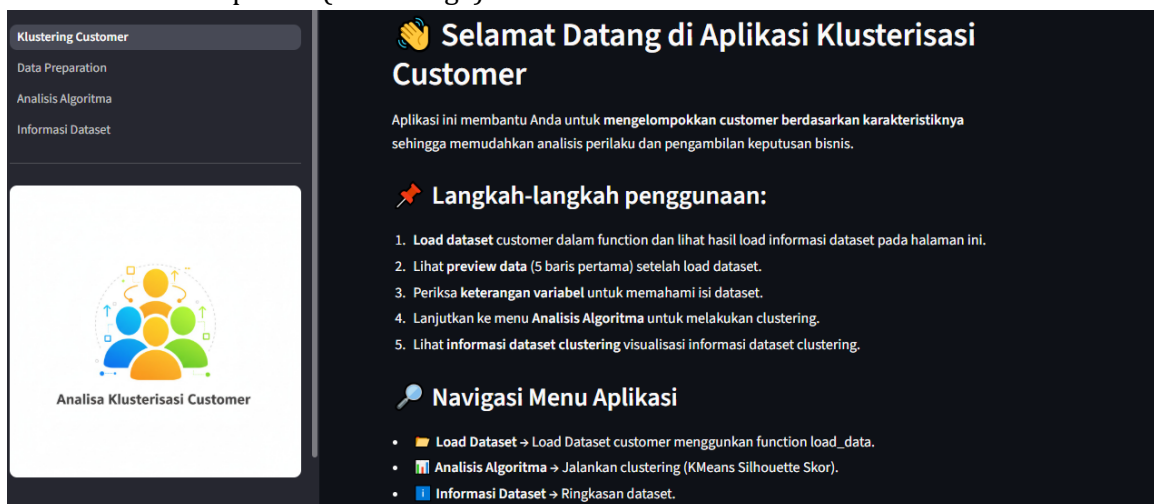 Klustering Customer
Data Preparation
Analisis Algoritma
Informasi Dataset
Analisa Klusterisasi Customer
👋 Selamat Datang di Aplikasi Klusterisasi
Customer
Aplikasi ini membantu Anda untuk mengelompokkan customer berdasarkan karakteristiknya
sehingga memudahkan analisis perilaku dan pengambilan keputusan bisnis.
📌 Langkah-langkah penggunaan:
1. Load dataset customer dalam function dan lihat hasil load informasi dataset pada halaman ini.
2. Lihat preview data (5 baris pertama) setelah load dataset.
3. Periksa keterangan variabel untuk memahami isi dataset.
4. Lanjutkan ke menu Analisis Algoritma untuk melakukan clustering.
5. Lihat informasi dataset clustering visualisasi informasi dataset clustering.
🔎 Navigasi Menu Aplikasi
• 📂 Load Dataset → Load Dataset customer menggunkan function load_data.
• 📊 Analisis Algoritma → Jalankan clustering (KMeans Silhouette Skor).
• ℹ️ Informasi Dataset → Ringkasan dataset.